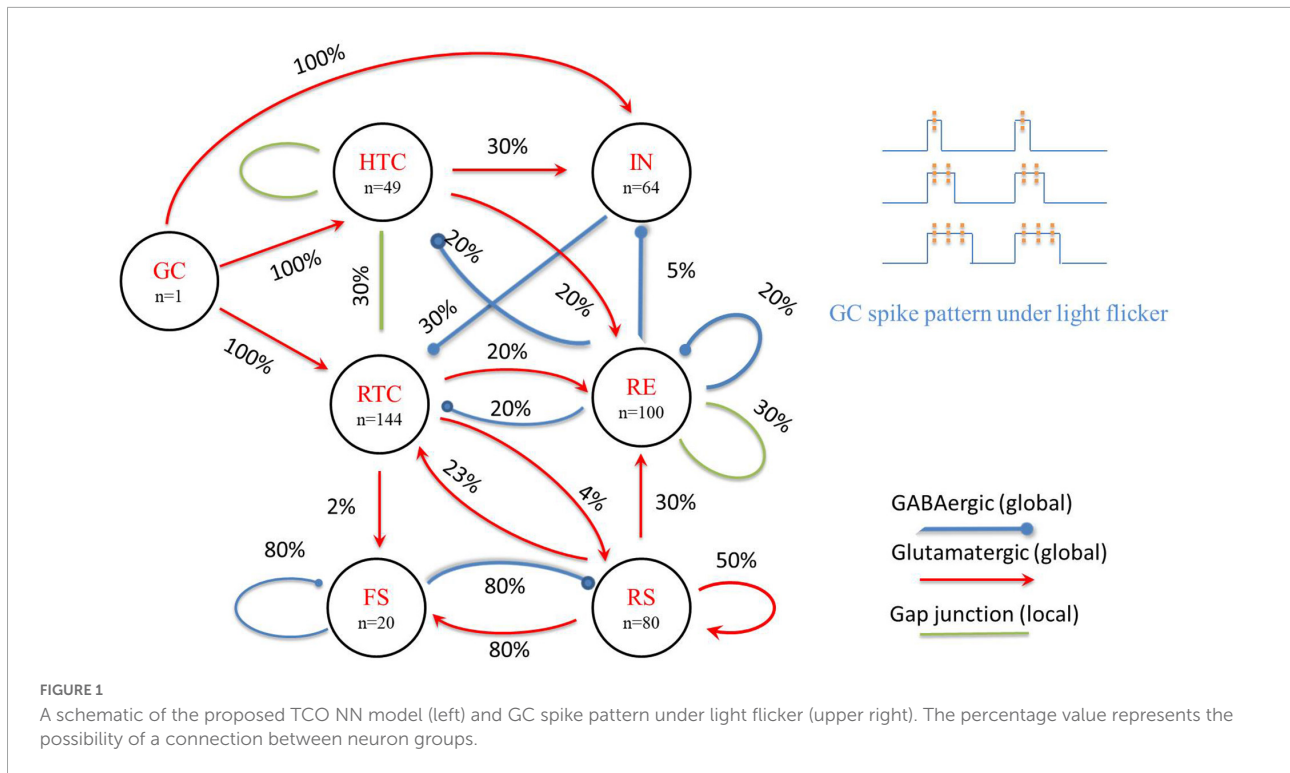 100%
HTC
n=49
30%
IN
n=64
GC
n=1
100%
20%
5%
20%
30%
30%
20%
GC spike pattern under light flicker
100%
RTC
n=144
20%
20%
RE
n=100
30%
23%
4%
2%
30%
GABAergic (global)
80%
50%
Glutamatergic (global)
FS
n=20
80%
RS
n=80
Gap junction (local)
80%
FIGURE 1
A schematic of the proposed TCO NN model (left) and GC spike pattern under light flicker (upper right). The percentage value represents the
possibility of a connection between neuron groups.